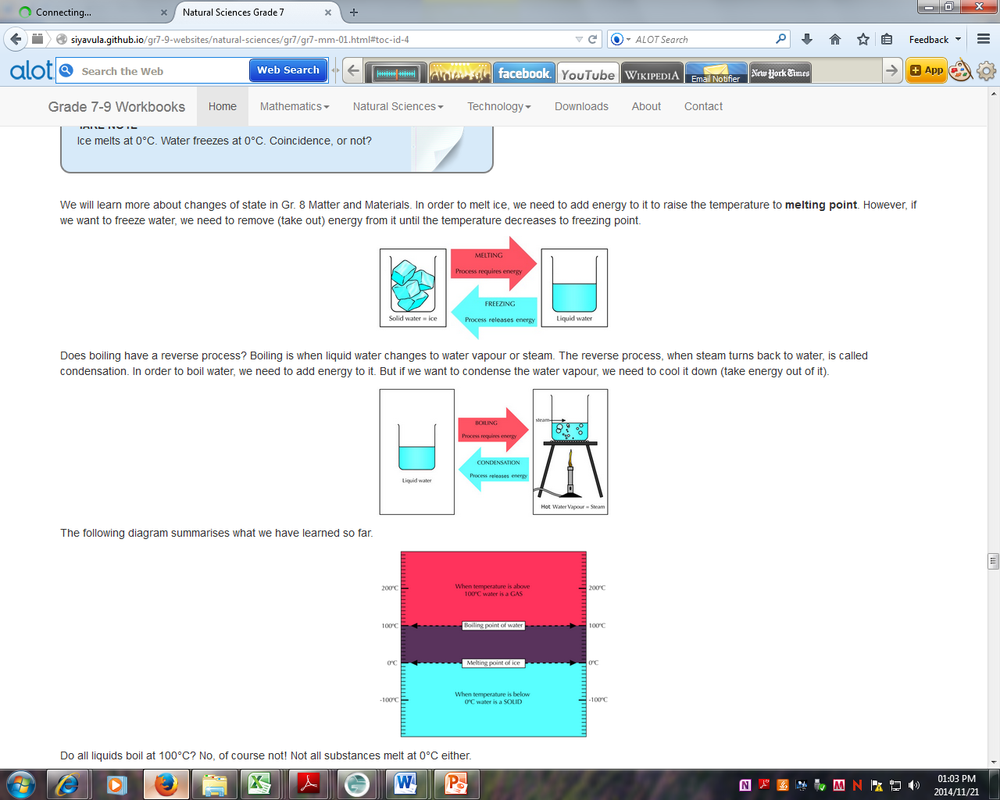 Connecting...
Natural Sciences Grade 7
siyavula.github.io/gr7-9-websites/natural-sciences/gr7/gr7-mm-01.html#toc-id-4
ALOT Search
Feedback
alot
Search the Web
Web Search
facebook.
YouTube
WIKIPEDIA
Email Notifier
New York Times
App
Grade 7-9 Workbooks
Home
Mathematics
Natural Sciences
Technology
Downloads
About
Contact
TAKE NOTE
Ice melts at 0°C. Water freezes at 0°C. Coincidence, or not?
We will learn more about changes of state in Gr. 8 Matter and Materials. In order to melt ice, we need to add energy to it to raise the temperature to melting point. However, if
we want to freeze water, we need to remove (take out) energy from it until the temperature decreases to freezing point.
MELTING
Process requires energy
FREEZING
Process releases energy
Solid water = ice
Liquid water
Does boiling have a reverse process? Boiling is when liquid water changes to water vapour or steam. The reverse process, when steam turns back to water, is called
condensation. In order to boil water, we need to add energy to it. But if we want to condense the water vapour, we need to cool it down (take energy out of it).
BOILING
Process requires energy
CONDENSATION
Process releases energy
Liquid water
steam
Hot Water Vapour = Steam
The following diagram summarises what we have learned so far.
200°C
When temperature is above
100°C water is a GAS
200°C
100°C
Boiling point of water
100°C
0°C
Melting point of ice
0°C
-100°C
When temperature is below
0°C water is a SOLID
-100°C
Do all liquids boil at 100°C? No, of course not! Not all substances melt at 0°C either.
01:03 PM
2014/11/21